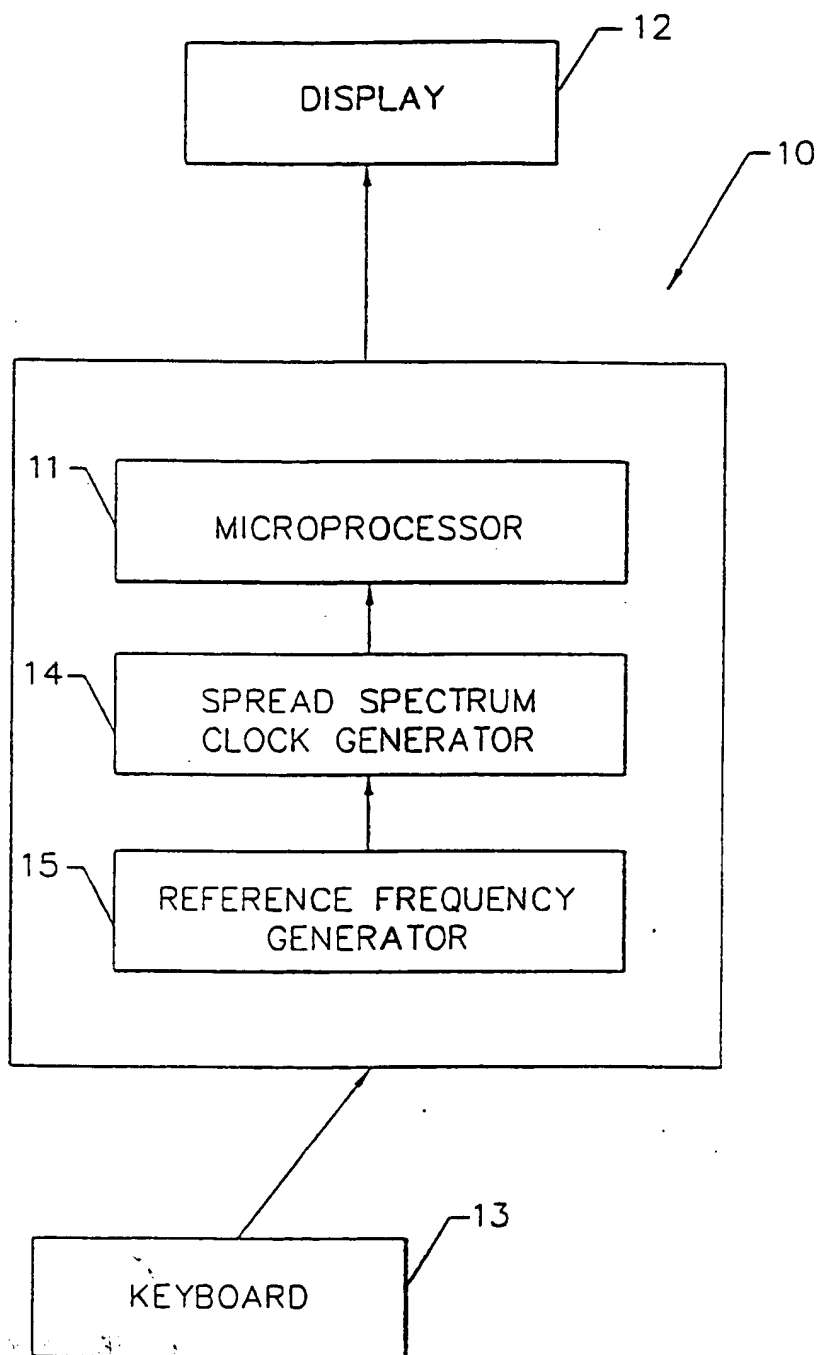 12
DISPLAY
10
11
MICROPROCESSOR
14
SPREAD SPECTRUM
CLOCK GENERATOR
15
REFERENCE FREQUENCY
GENERATOR
13
KEYBOARD